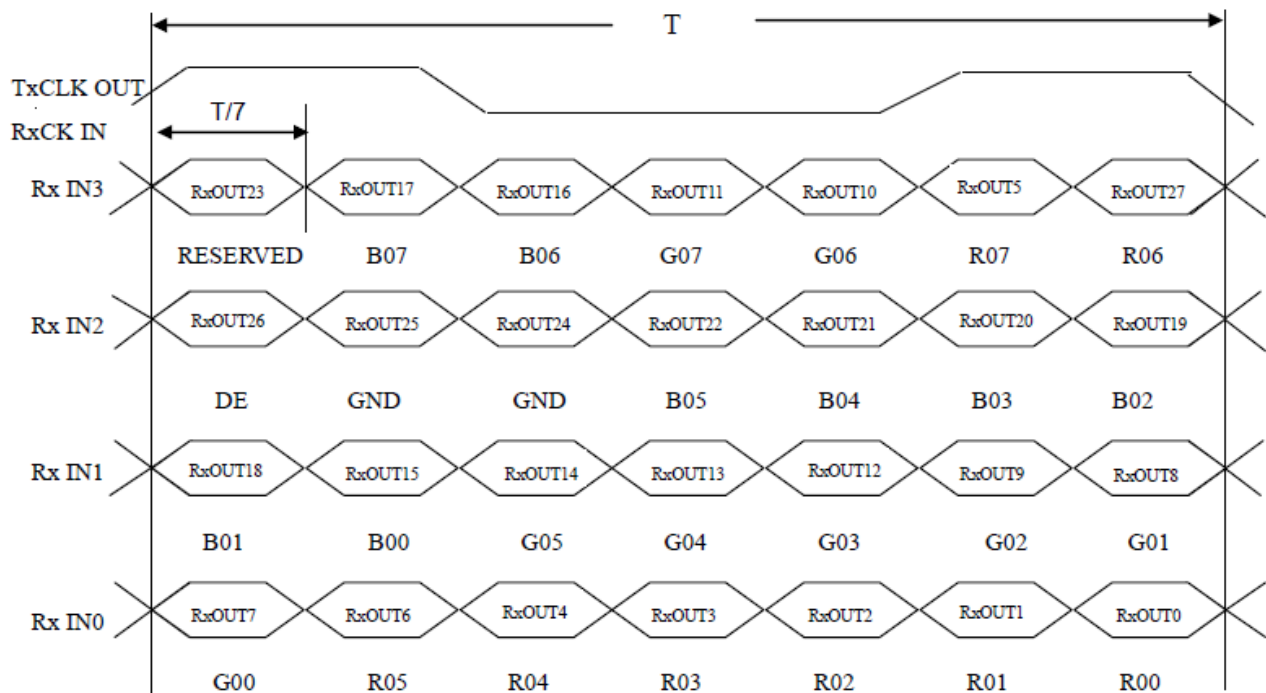 T
TxCLK OUT
T/7
RxCK IN
Rx IN3 RxOUT23 RxOUT17 RxOUT16 RxOUT11 RxOUT10 RxOUT5 RxOUT27
RESERVED B07 B06 G07 G06 R07 R06
Rx IN2 RxOUT26 RxOUT25 RxOUT24 RxOUT22 RxOUT21 RxOUT20 RxOUT19
DE GND GND B05 B04 B03 B02
Rx IN1 RxOUT18 RxOUT15 RxOUT14 RxOUT13 RxOUT12 RxOUT9 RxOUT8
B01 B00 G05 G04 G03 G02 G01
Rx IN0 RxOUT7 RxOUT6 RxOUT4 RxOUT3 RxOUT2 RxOUT1 RxOUT0
G00 R05 R04 R03 R02 R01 R00